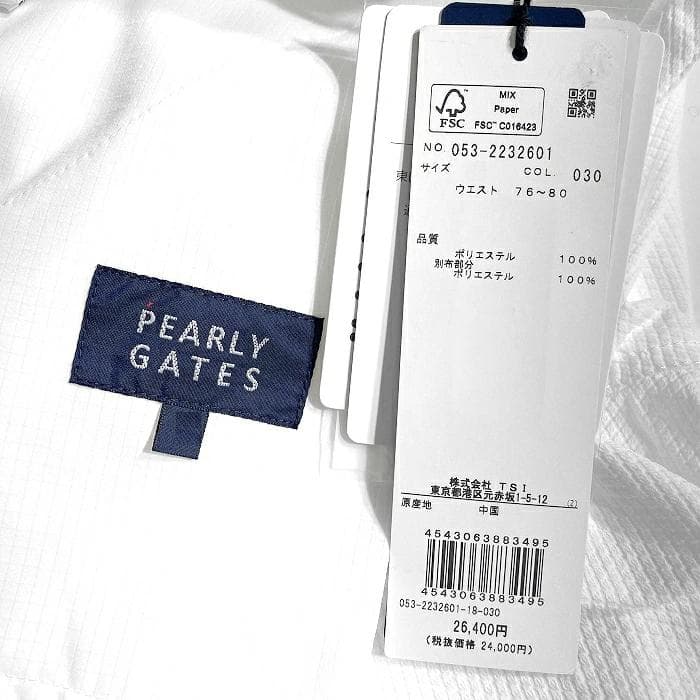 PEARLY
GATES
FSC
MIX
Paper
FSC™ C016423
NO. 053-2232601
サイズ COL. 030
ウエスト 76~80
品質
ポリエステル 100%
別布部分
ポリエステル 100%
株式会社 TSI
東京都港区元赤坂1-5-12 (2)
原産地 中国
4543063883495
4543063883495
053-2232601-18-030
26,400円
(税抜価格 24,000円)